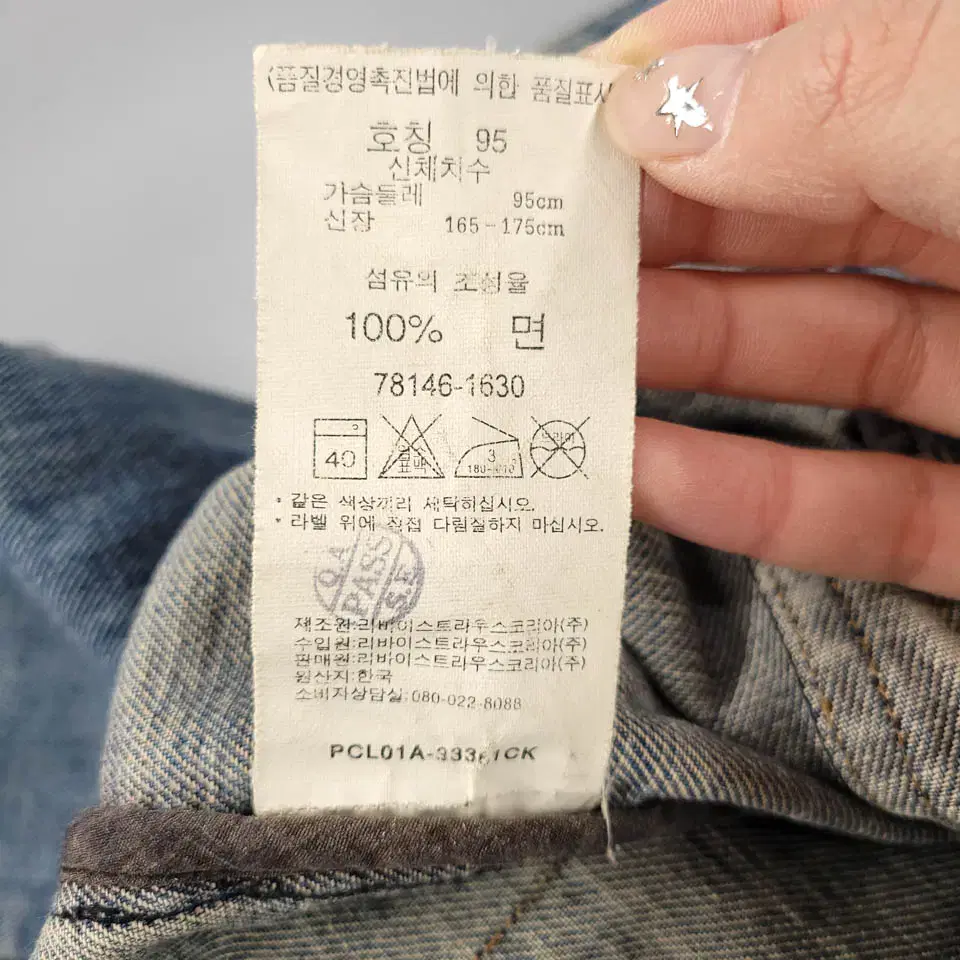 (품질경영촉진법에 의한 품질표시
호칭 95
신체치수
가슴둘레 95cm
신장 165-175cm
섬유의 조성율
100% 면
78146-1630
40
표백
3
드라이
* 같은 색상끼리 세탁하십시오.
* 라벨 위에 직접 다림질하지 마십시오.
QA
PASS
제조원:리바이스트라우스코리아(주)
수입원:리바이스트라우스코리아(주)
판매원:리바이스트라우스코리아(주)
원산지:한국
소비자상담실:080-022-8088